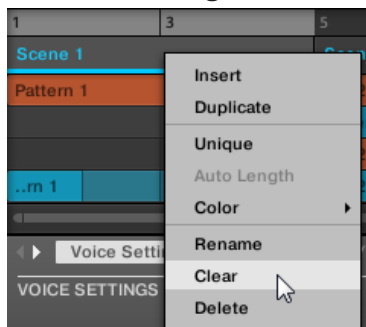 1 3 5
Scene 1
Insert
Pattern 1
Duplicate
Unique
Auto Length
..rn 1
Color
Rename
Voice Setti
Clear
VOICE SETTINGS
Delete